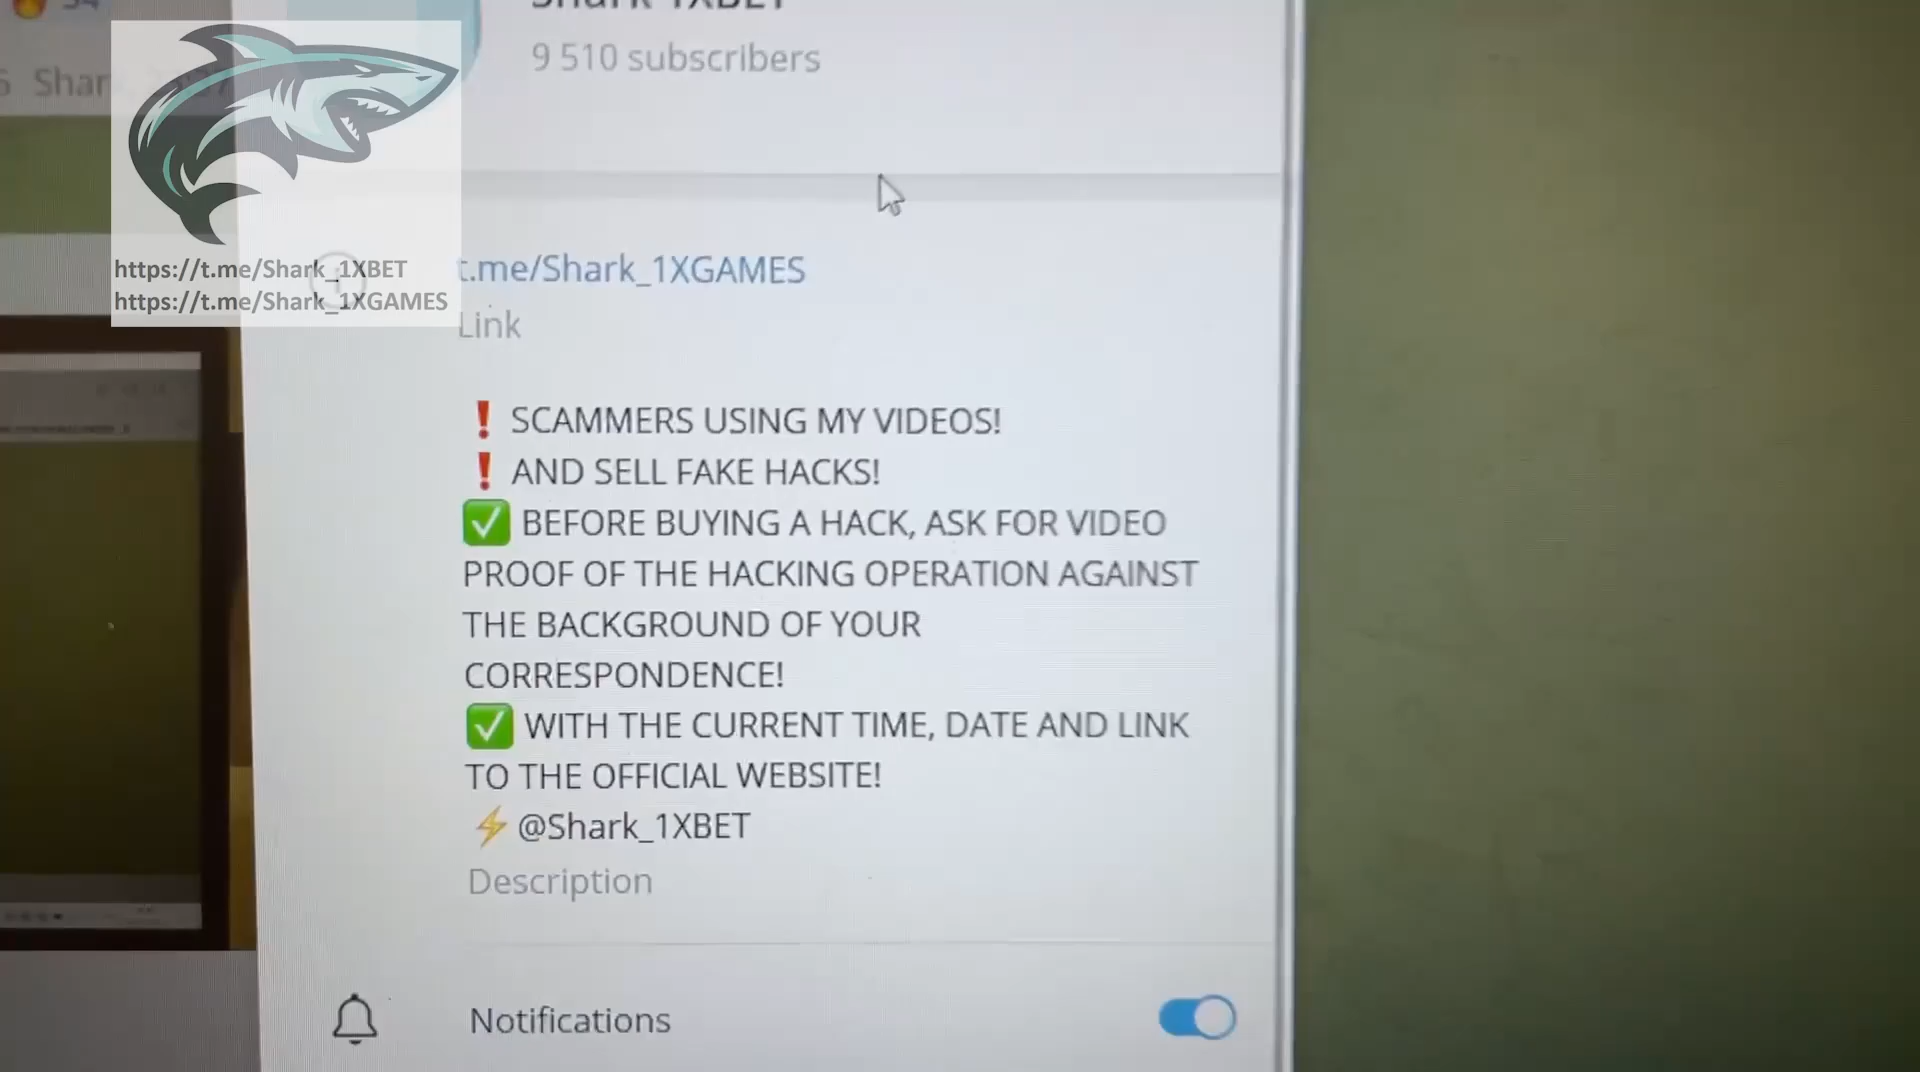 Shark 1XBET
9 510 subscribers
https://t.me/Shark_1XBET
https://t.me/Shark_1XGAMES
t.me/Shark_1XGAMES
Link
❗ SCAMMERS USING MY VIDEOS!
❗ AND SELL FAKE HACKS!
✅ BEFORE BUYING A HACK, ASK FOR VIDEO
PROOF OF THE HACKING OPERATION AGAINST
THE BACKGROUND OF YOUR
CORRESPONDENCE!
✅ WITH THE CURRENT TIME, DATE AND LINK
TO THE OFFICIAL WEBSITE!
⚡ @Shark_1XBET
Description
Notifications